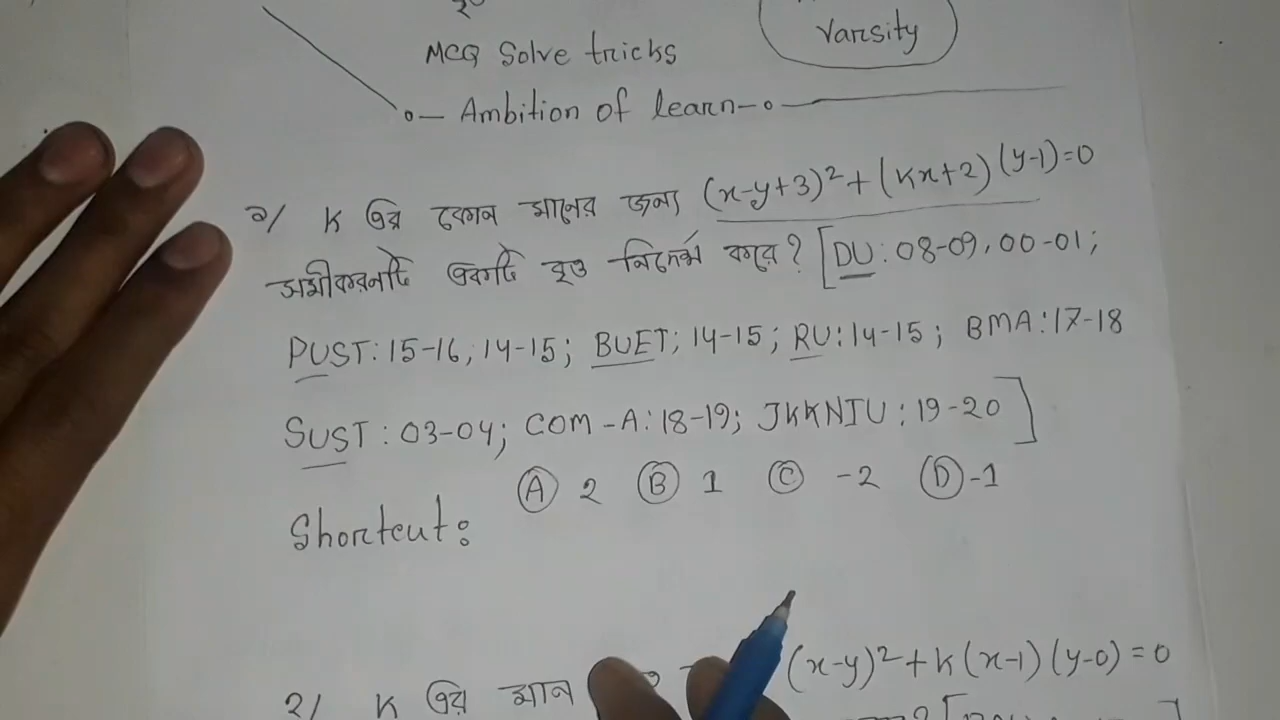 Varsity
MCQ Solve tricks
Ambition of learn
১/ K এর কোন মানের জন্য (x-y+3)²+(Kx+2)(y-1)=0
সমীকরনটি একটি বৃত্ত নির্দেশ করে? [DU: 08-09, 00-01;
PUST: 15-16, 14-15; BUET; 14-15; RU: 14-15; BMA: 17-18
SUST: 03-04; COM-A: 18-19; JKKNIU: 19-20]
Ⓐ 2 Ⓑ 1 Ⓒ -2 Ⓓ -1
Shortcut:
২/ K এর মান (x-y)²+K(x-1)(y-0)=0